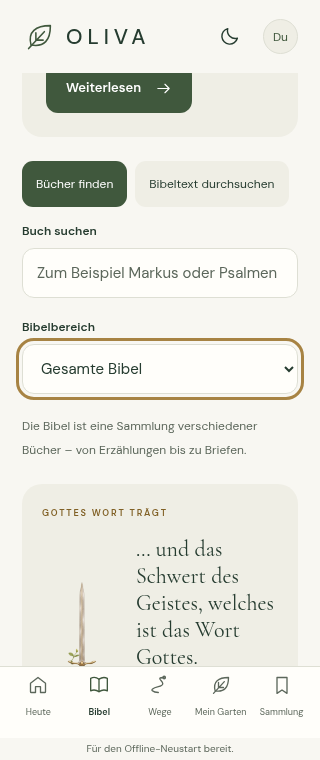 OLIVA
Du
Weiterlesen →
Bücher finden
Bibeltext durchsuchen
Buch suchen
Zum Beispiel Markus oder Psalmen
Bibelbereich
Gesamte Bibel
Die Bibel ist eine Sammlung verschiedener
Bücher – von Erzählungen bis zu Briefen.
GOTTES WORT TRÄGT
... und das
Schwert des
Geistes, welches
ist das Wort
Gottes.
Heute
Bibel
Wege
Mein Garten
Sammlung
Für den Offline-Neustart bereit.